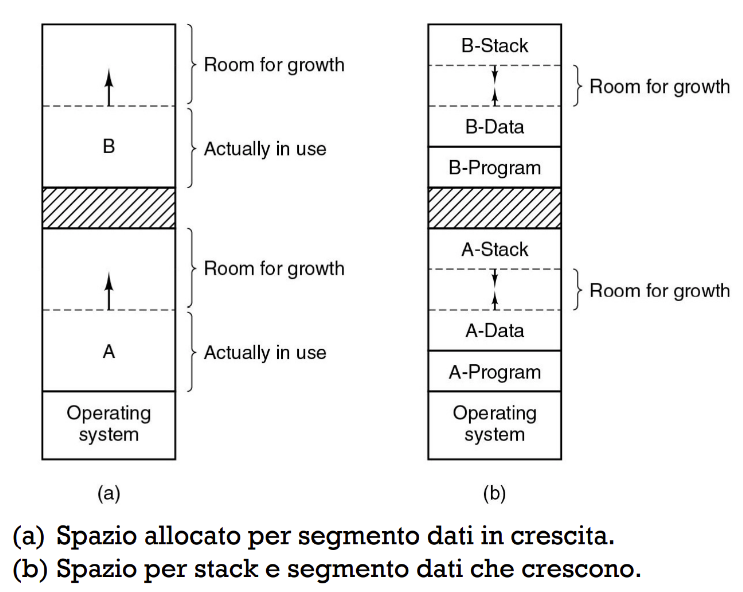 Room for growth
B
Actually in use
Room for growth
A
Actually in use
Operating
system
(a)
B-Stack
Room for growth
B-Data
B-Program
A-Stack
Room for growth
A-Data
A-Program
Operating
system
(b)
(a) Spazio allocato per segmento dati in crescita.
(b) Spazio per stack e segmento dati che crescono.